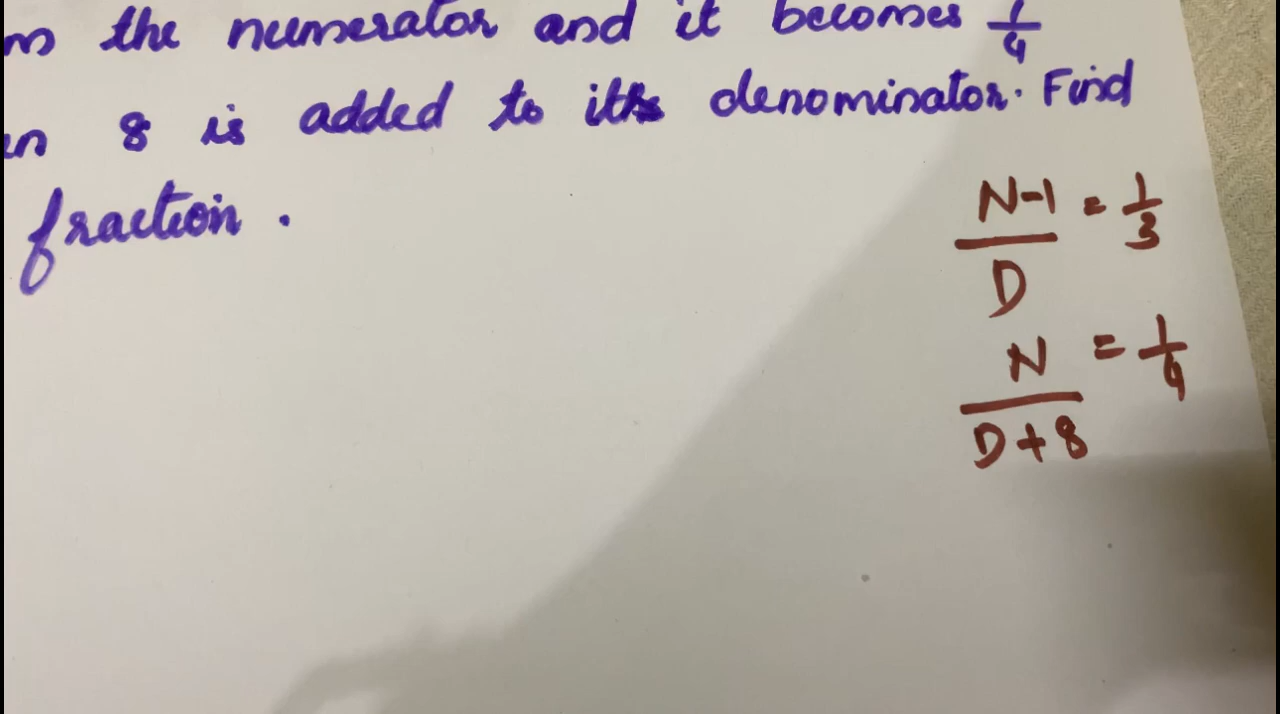 the numerator and it becomes 1/4
8 is added to its denominator. Find
fraction.
N-1/D = 1/3
N/D+8 = 1/4